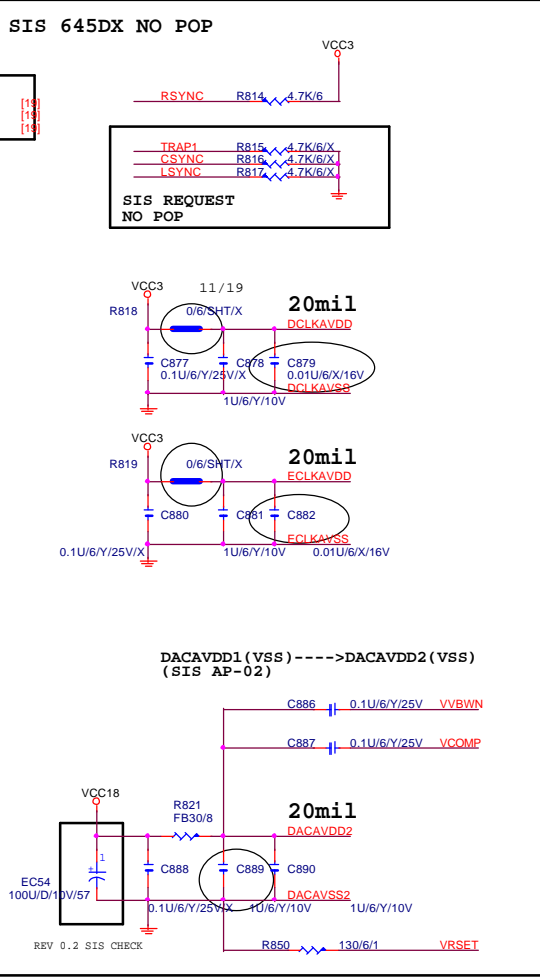 SIS 645DX NO POP
VCC3
[19]
[19]
[19]
RSYNC R814 4.7K/6
TRAP1 R815 4.7K/6/X
CSYNC R816 4.7K/6/X
LSYNC R817 4.7K/6/X
SIS REQUEST
NO POP
VCC3 11/19
R818 0/6/SHT/X 20mil
DCLKAVDD
C877 C878 C879
0.1U/6/Y/25V/X 0.01U/6/X/16V
DCLKAVSS
1U/6/Y/10V
VCC3
R819 0/6/SHT/X 20mil
ECLKAVDD
C880 C881 C882
ECLKAVSS
0.1U/6/Y/25V/X 1U/6/Y/10V 0.01U/6/X/16V
DACAVDD1(VSS)---->DACAVDD2(VSS)
(SIS AP-02)
C886 0.1U/6/Y/25V VVBWN
C887 0.1U/6/Y/25V VCOMP
VCC18
R821
FB30/8
20mil
DACAVDD2
1
+
C888 C889 C890
EC54
100U/D/10V/57
DACAVSS2
0.1U/6/Y/25V/X 1U/6/Y/10V 1U/6/Y/10V
REV 0.2 SIS CHECK
R850 130/6/1 VRSET